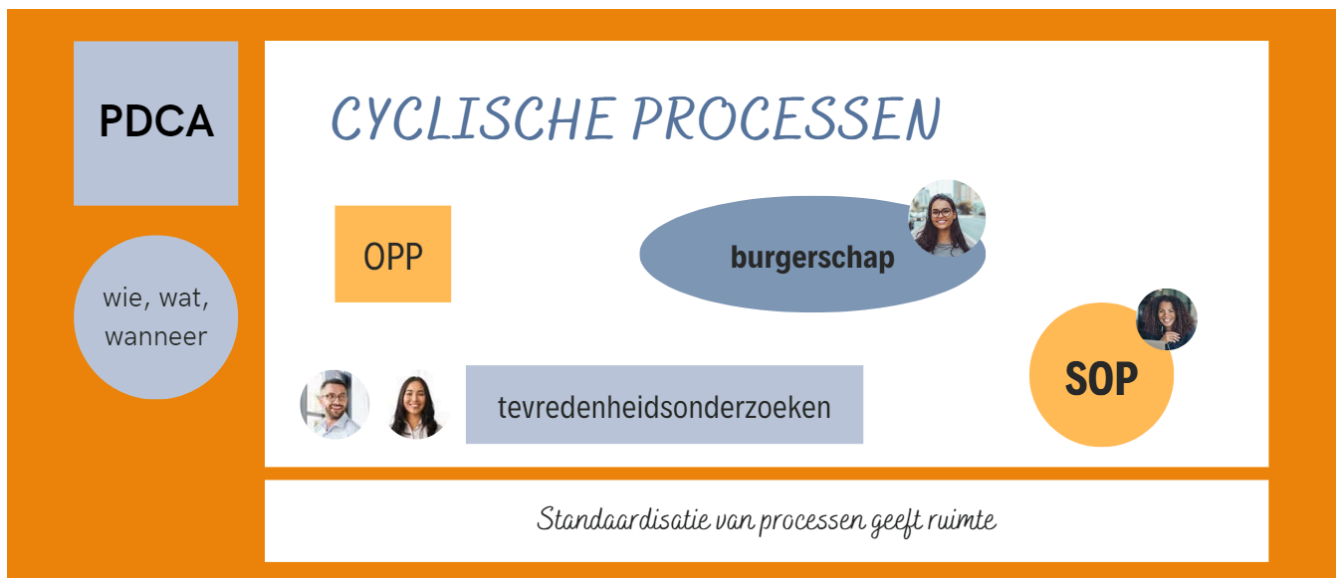 PDCA
wie, wat,
wanneer
CYCLISCHE PROCESSEN
OPP
burgerschap
SOP
tevredenheidsonderzoeken
Standaardisatie van processen geeft ruimte